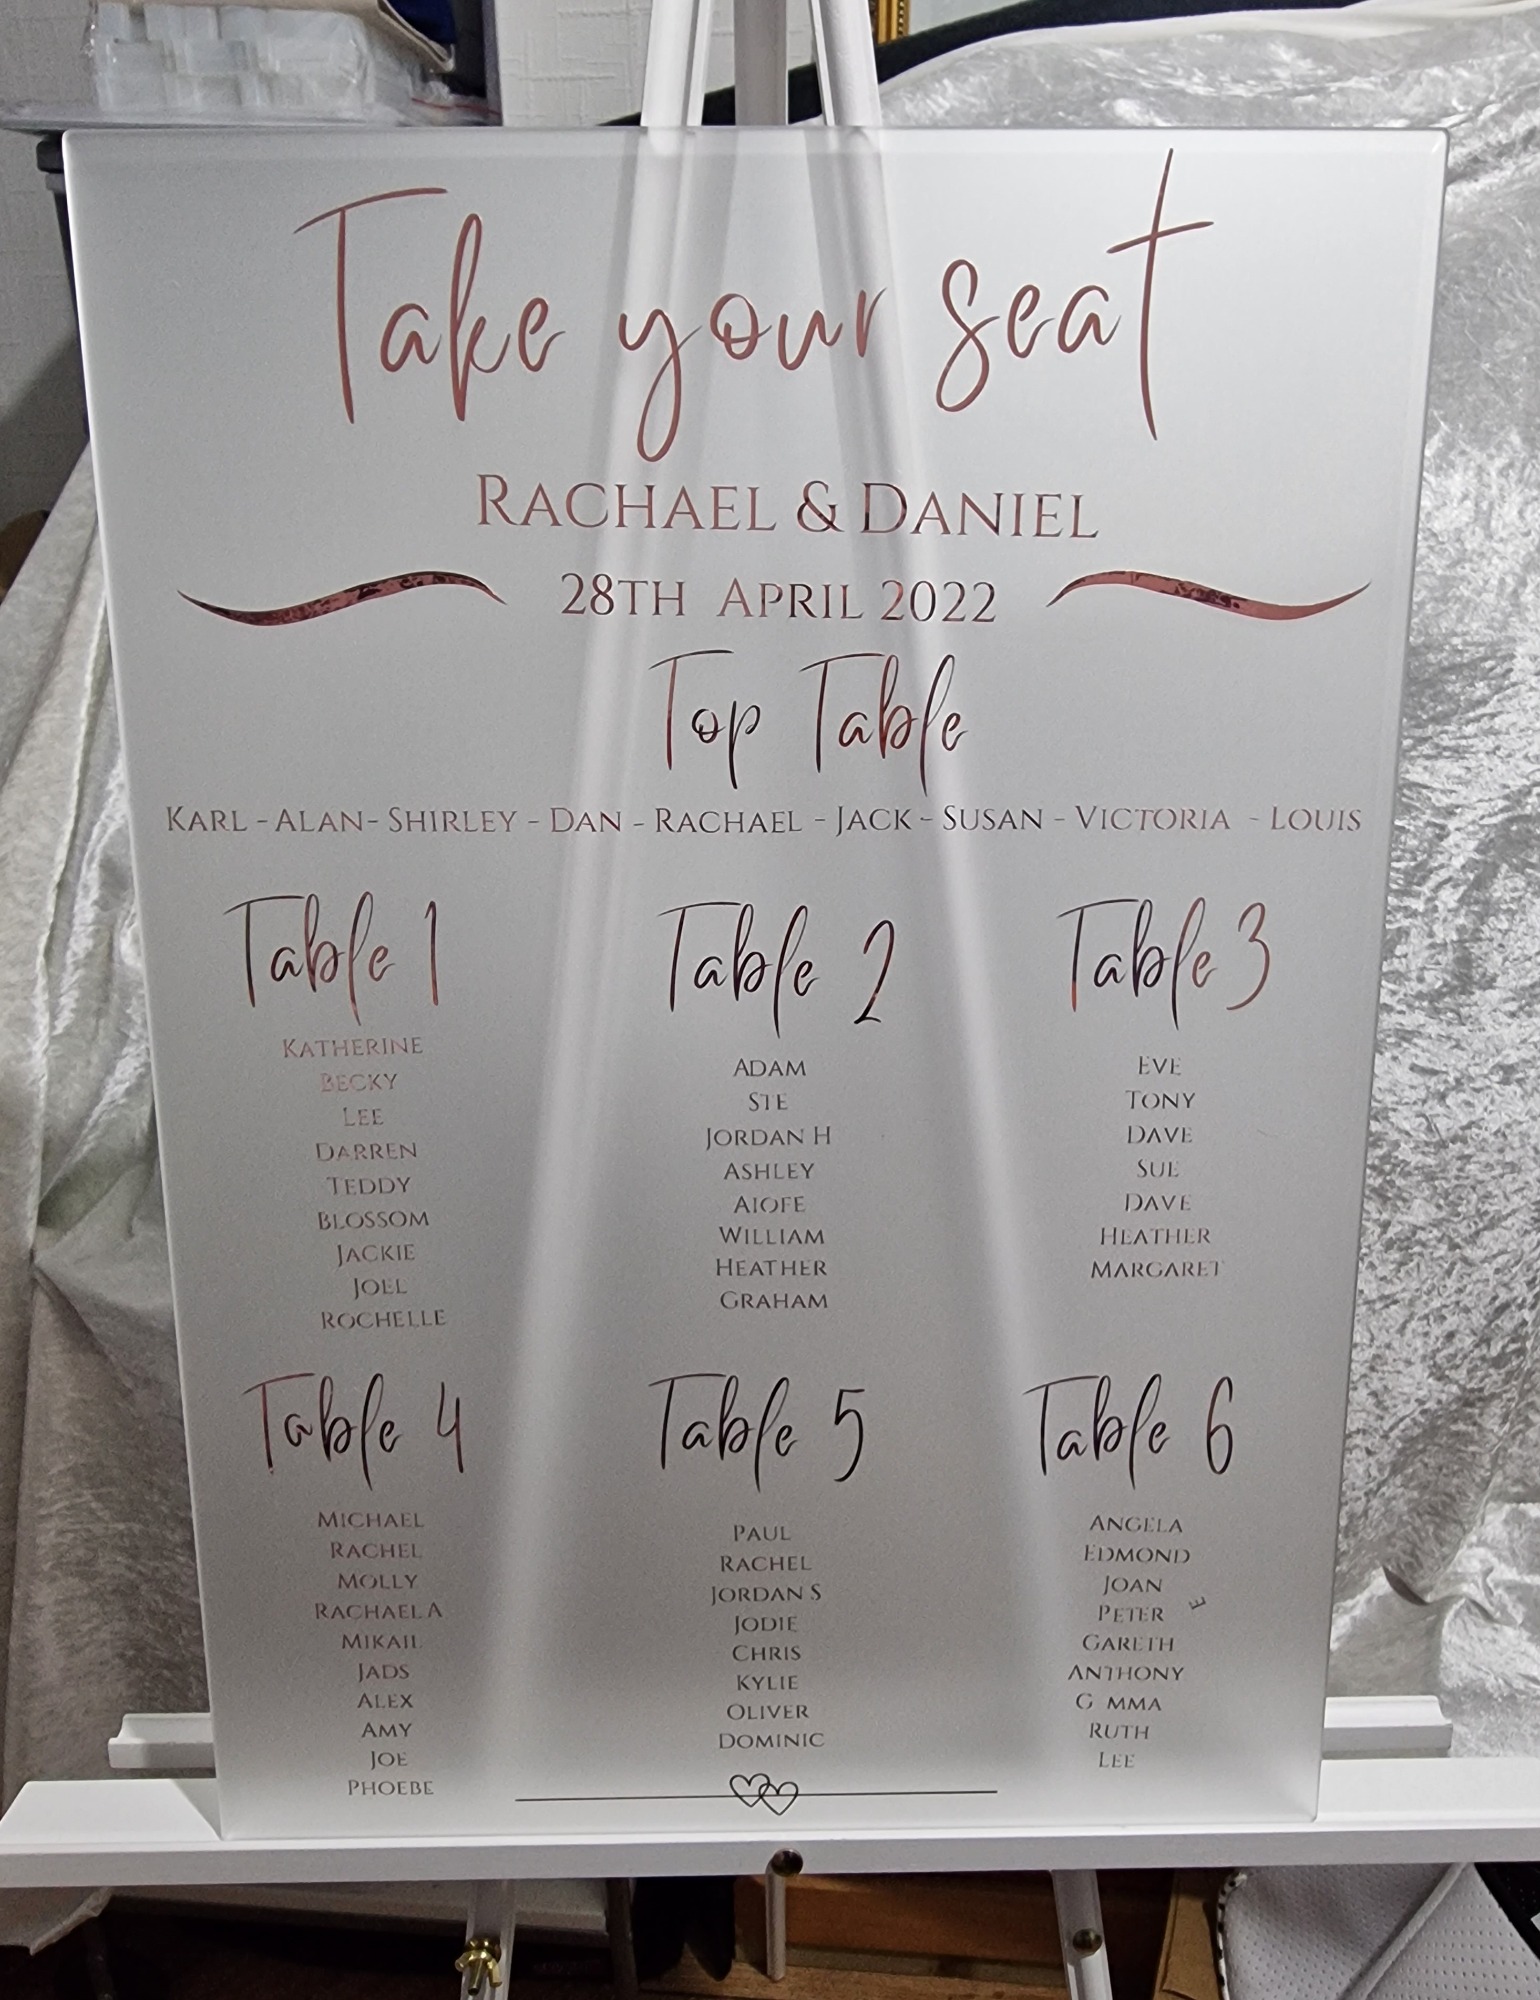 Take your seat
Rachael & Daniel
28th April 2022
Top Table
Karl - Alan - Shirley - Dan - Rachael - Jack - Susan - Victoria - Louis
Table 1
Katherine
Becky
Lee
Darren
Teddy
Blossom
Jackie
Joel
Rochelle
Table 2
Adam
Ste
Jordan H
Ashley
Aiofe
William
Heather
Graham
Table 3
Eve
Tony
Dave
Sue
Dave
Heather
Margaret
Table 4
Michael
Rachel
Molly
Rachael A
Mikail
Jads
Alex
Amy
Joe
Phoebe
Table 5
Paul
Rachel
Jordan S
Jodie
Chris
Kylie
Oliver
Dominic
Table 6
Angela
Edmond
Joan
Peter E
Gareth
Anthony
G mma
Ruth
Lee